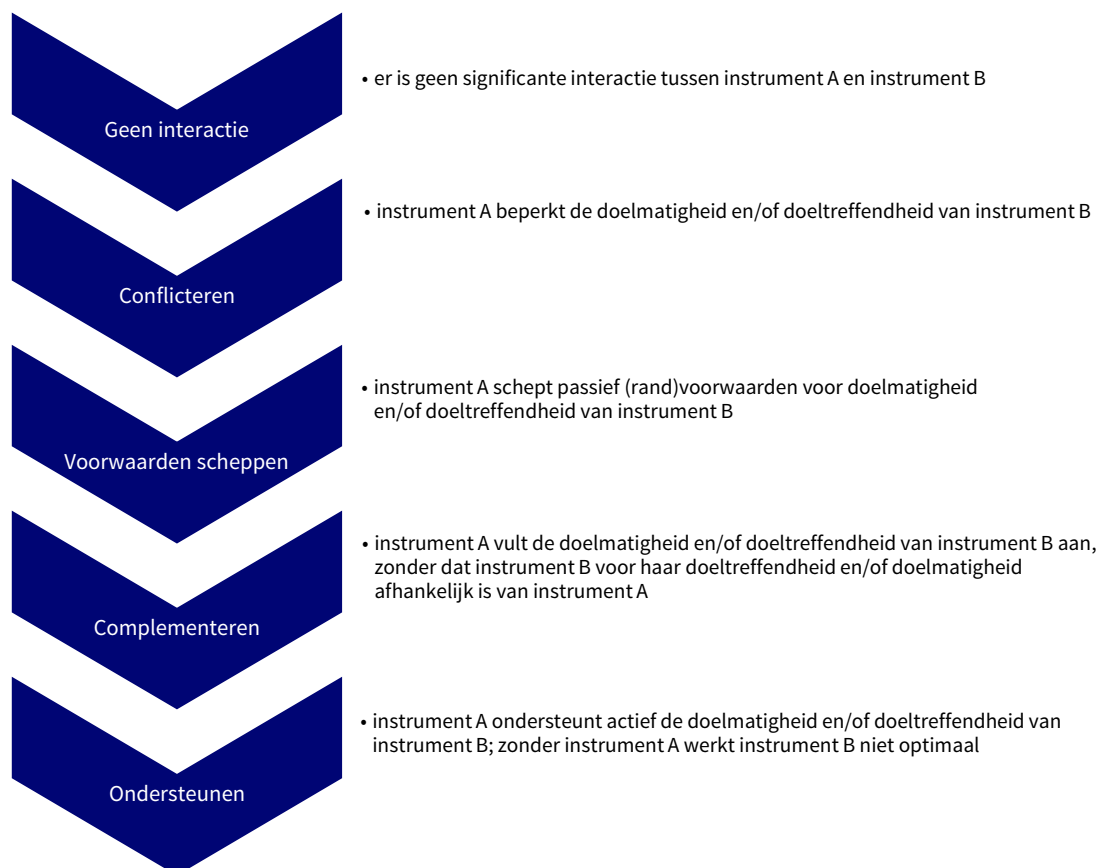 • er is geen significante interactie tussen instrument A en instrument B
Geen interactie
• instrument A beperkt de doelmatigheid en/of doeltreffendheid van instrument B
Conflicteren
• instrument A schept passief (rand)voorwaarden voor doelmatigheid
en/of doeltreffendheid van instrument B
Voorwaarden scheppen
• instrument A vult de doelmatigheid en/of doeltreffendheid van instrument B aan,
zonder dat instrument B voor haar doeltreffendheid en/of doelmatigheid
afhankelijk is van instrument A
Complementeren
• instrument A ondersteunt actief de doelmatigheid en/of doeltreffendheid van
instrument B; zonder instrument A werkt instrument B niet optimaal
Ondersteunen